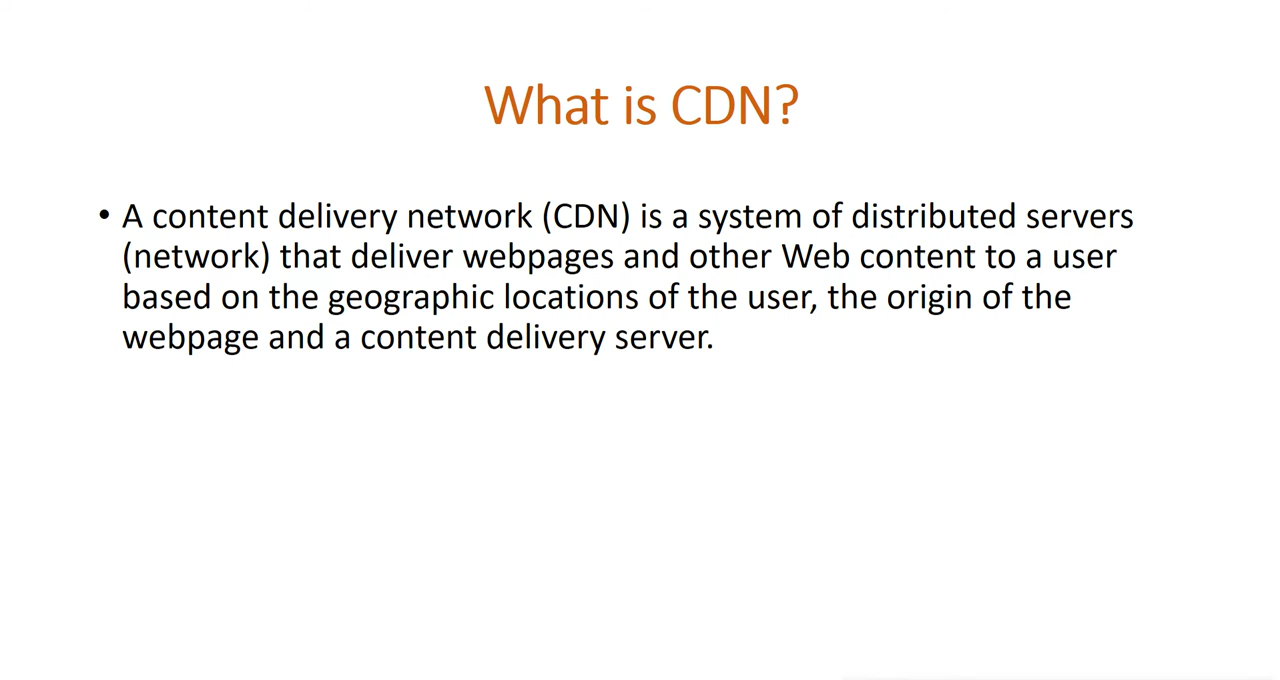 What is CDN?
• A content delivery network (CDN) is a system of distributed servers
(network) that deliver webpages and other Web content to a user
based on the geographic locations of the user, the origin of the
webpage and a content delivery server.